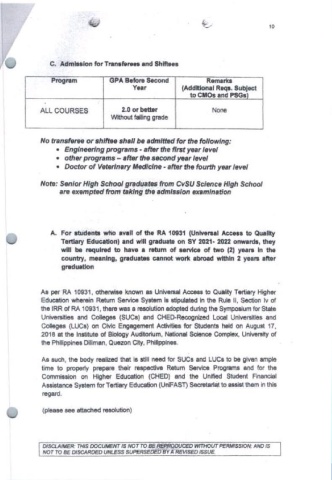 10
C. Admission for Transferees and Shiftees
Program GPA Before Second Remarks
Year (Additional Reqs. Subject
to CMOs and PSGs)
ALL COURSES 2.0 or better None
Without failing grade
No transferee or shiftee shall be admitted for the following:
• Engineering programs - after the first year level
• other programs – after the second year level
• Doctor of Veterinary Medicine - after the fourth year level
Note: Senior High School graduates from CvSU Science High School
are exempted from taking the admission examination
A. For students who avail of the RA 10931 (Universal Access to Quality
Tertiary Education) and will graduate on SY 2021- 2022 onwards, they
will be required to have a return of service of two (2) years in the
country, meaning, graduates cannot work abroad within 2 years after
graduation
As per RA 10931, otherwise known as Universal Access to Quality Tertiary Higher
Education wherein Return Service System is stipulated in the Rule II, Section iv of
the IRR of RA 10931, there was a resolution adopted during the Symposium for State
Universities and Colleges (SUCs) and CHED-Recognized Local Universities and
Colleges (LUCs) on Civic Engagement Activities for Students held on August 17,
2018 at the Institute of Biology Auditorium, National Science Complex, University of
the Philippines Diliman, Quezon City, Philippines.
As such, the body realized that is still need for SUCs and LUCs to be given ample
time to properly prepare their respective Return Service Programs and for the
Commission on Higher Education (CHED) and the Unified Student Financial
Assistance System for Tertiary Education (UniFAST) Secretariat to assist them in this
regard.
(please see attached resolution)
DISCLAIMER: THIS DOCUMENT IS NOT TO BE REPRODUCED WITHOUT PERMISSION, AND IS
NOT TO BE DISCARDED UNLESS SUPERSEDED BY A REVISED ISSUE.